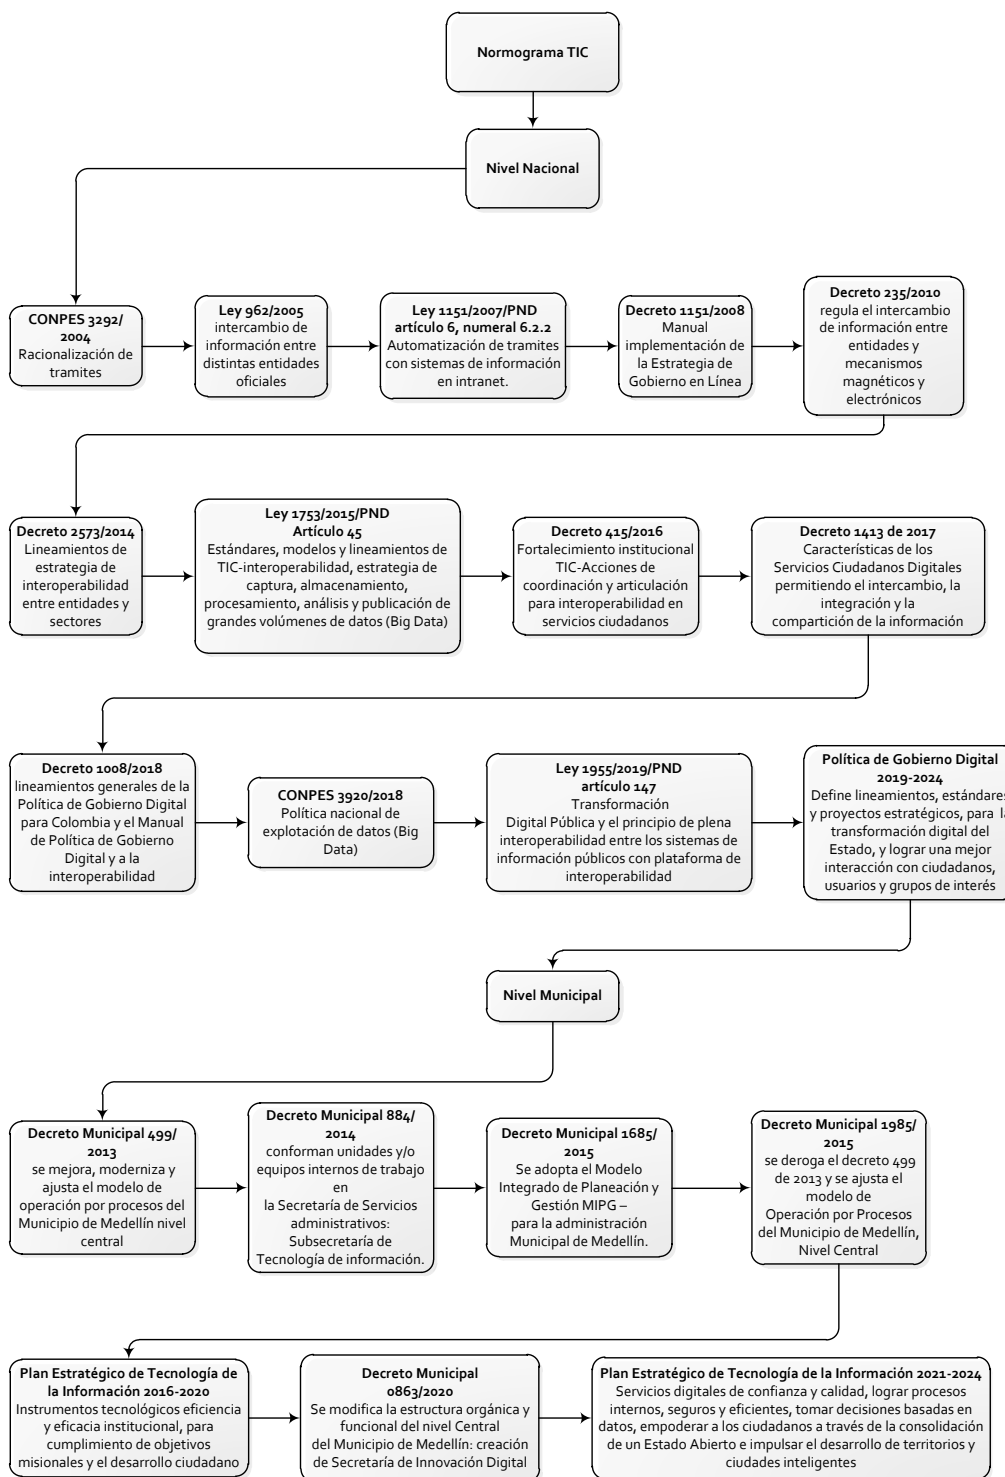 Normograma TIC
Nivel Nacional
CONPES 3292/
2004
Racionalización de
tramites
Ley 962/2005
intercambio de
información entre
distintas entidades
oficiales
Ley 1151/2007/PND
artículo 6, numeral 6.2.2
Automatización de tramites
con sistemas de información
en intranet.
Decreto 1151/2008
Manual
implementación de
la Estrategia de
Gobierno en Línea
Decreto 235/2010
regula el intercambio
de información entre
entidades y
mecanismos
magnéticos y
electrónicos
Decreto 2573/2014
Lineamientos de
estrategia de
interoperabilidad
entre entidades y
sectores
Ley 1753/2015/PND
Artículo 45
Estándares, modelos y lineamientos de
TIC-interoperabilidad, estrategia de
captura, almacenamiento,
procesamiento, análisis y publicación de
grandes volúmenes de datos (Big Data)
Decreto 415/2016
Fortalecimiento institucional
TIC-Acciones de
coordinación y articulación
para interoperabilidad en
servicios ciudadanos
Decreto 1413 de 2017
Características de los
Servicios Ciudadanos Digitales
permitiendo el intercambio, la
integración y la
compartición de la información
Decreto 1008/2018
lineamientos generales de la
Política de Gobierno Digital
para Colombia y el Manual
de Política de Gobierno
Digital y a la
interoperabilidad
CONPES 3920/2018
Política nacional de
explotación de datos (Big
Data)
Ley 1955/2019/PND
artículo 147
Transformación
Digital Pública y el principio de plena
interoperabilidad entre los sistemas de
información públicos con plataforma de
interoperabilidad
Política de Gobierno Digital
2019-2024
Define lineamientos, estándares
y proyectos estratégicos, para
transformación digital del
Estado, y lograr una mejor
interacción con ciudadanos,
usuarios y grupos de interés
Nivel Municipal
Decreto Municipal 499/
2013
se mejora, moderniza y
ajusta el modelo de
operación por procesos del
Municipio de Medellín nivel
central
Decreto Municipal 884/
2014
conforman unidades y/o
equipos internos de trabajo
en
la Secretaría de Servicios
administrativos:
Subsecretaría de
Tecnología de información.
Decreto Municipal 1685/
2015
Se adopta el Modelo
Integrado de Planeación y
Gestión MIPG –
para la administración
Municipal de Medellín.
Decreto Municipal 1985/
2015
se deroga el decreto 499
de 2013 y se ajusta el
modelo de
Operación por Procesos
del Municipio de Medellín,
Nivel Central
Plan Estratégico de Tecnología de
la Información 2016-2020
Instrumentos tecnológicos eficiencia
y eficacia institucional, para
cumplimiento de objetivos
misionales y el desarrollo ciudadano
Decreto Municipal
0863/2020
Se modifica la estructura orgánica y
funcional del nivel Central
del Municipio de Medellín: creación
de Secretaría de Innovación Digital
Plan Estratégico de Tecnología de la Información 2021-2024
Servicios digitales de confianza y calidad, lograr procesos
internos, seguros y eficientes, tomar decisiones basadas en
datos, empoderar a los ciudadanos a través de la consolidación
de un Estado Abierto e impulsar el desarrollo de territorios y
ciudades inteligentes